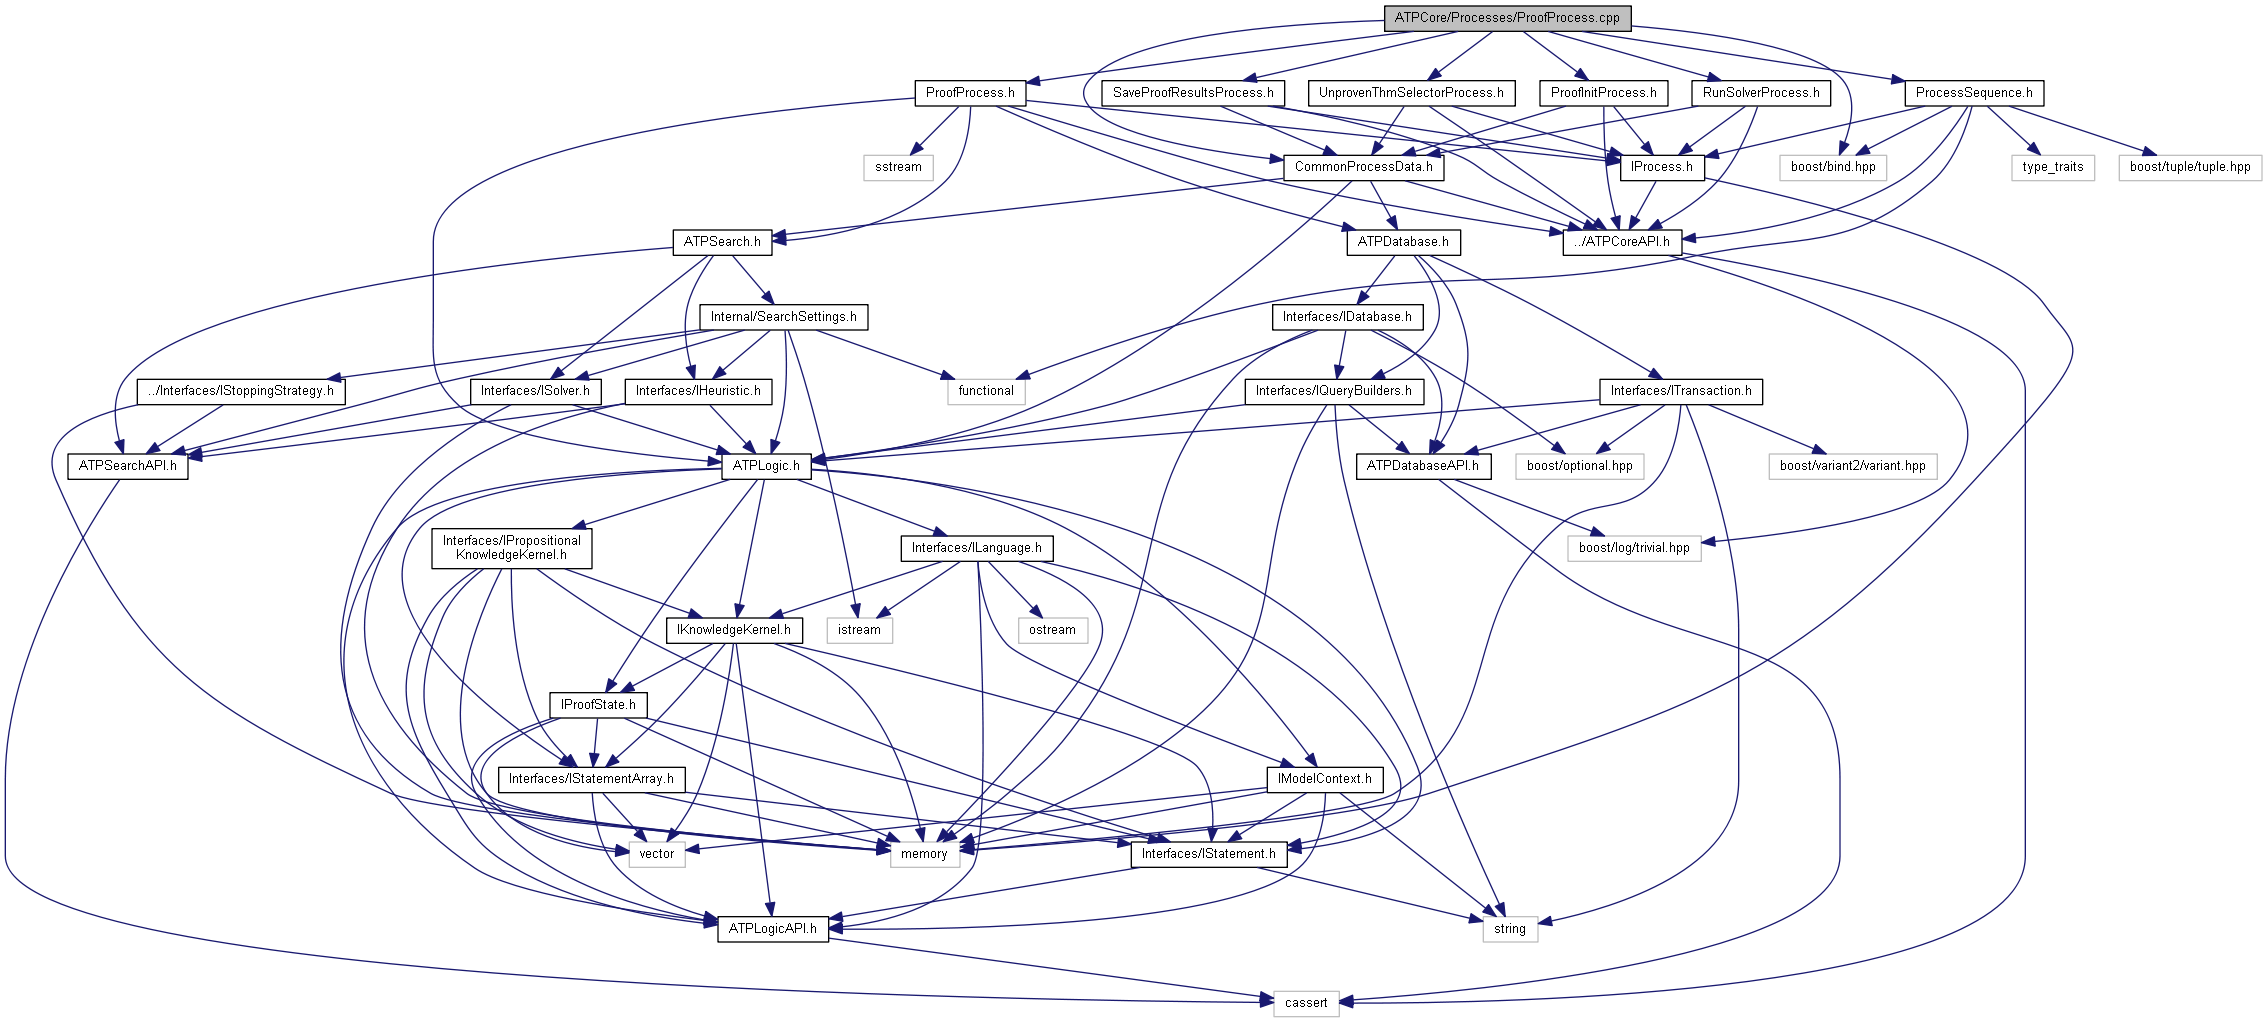 ATPCore/Processes/ProofProcess.cpp
ProofProcess.h
SaveProofResultsProcess.h
UnprovenThmSelectorProcess.h
ProofInitProcess.h
RunSolverProcess.h
ProcessSequence.h
sstream
CommonProcessData.h
IProcess.h
boost/bind.hpp
type_traits
boost/tuple/tuple.hpp
ATPSearch.h
ATPDatabase.h
../ATPCoreAPI.h
Internal/SearchSettings.h
Interfaces/IDatabase.h
../Interfaces/IStoppingStrategy.h
Interfaces/ISolver.h
Interfaces/IHeuristic.h
functional
Interfaces/IQueryBuilders.h
Interfaces/ITransaction.h
ATPSearchAPI.h
ATPLogic.h
ATPDatabaseAPI.h
boost/optional.hpp
boost/variant2/variant.hpp
Interfaces/IPropositional
KnowledgeKernel.h
Interfaces/ILanguage.h
boost/log/trivial.hpp
IKnowledgeKernel.h
istream
ostream
IProofState.h
Interfaces/IStatementArray.h
IModelContext.h
vector
memory
Interfaces/IStatement.h
ATPLogicAPI.h
string
cassert